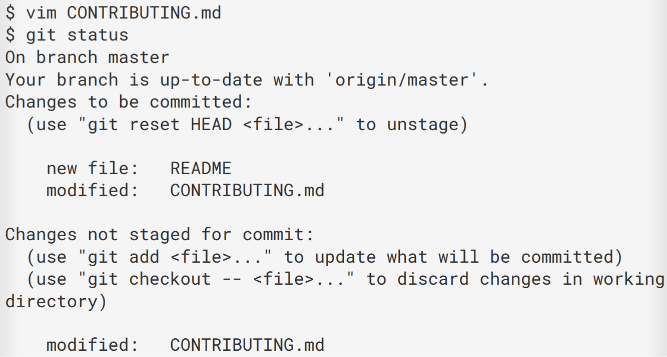 $ vim CONTRIBUTING.md
$ git status
On branch master
Your branch is up-to-date with 'origin/master'.
Changes to be committed:
  (use "git reset HEAD <file>..." to unstage)

    new file:   README
    modified:   CONTRIBUTING.md

Changes not staged for commit:
  (use "git add <file>..." to update what will be committed)
  (use "git checkout -- <file>..." to discard changes in working
directory)

    modified:   CONTRIBUTING.md